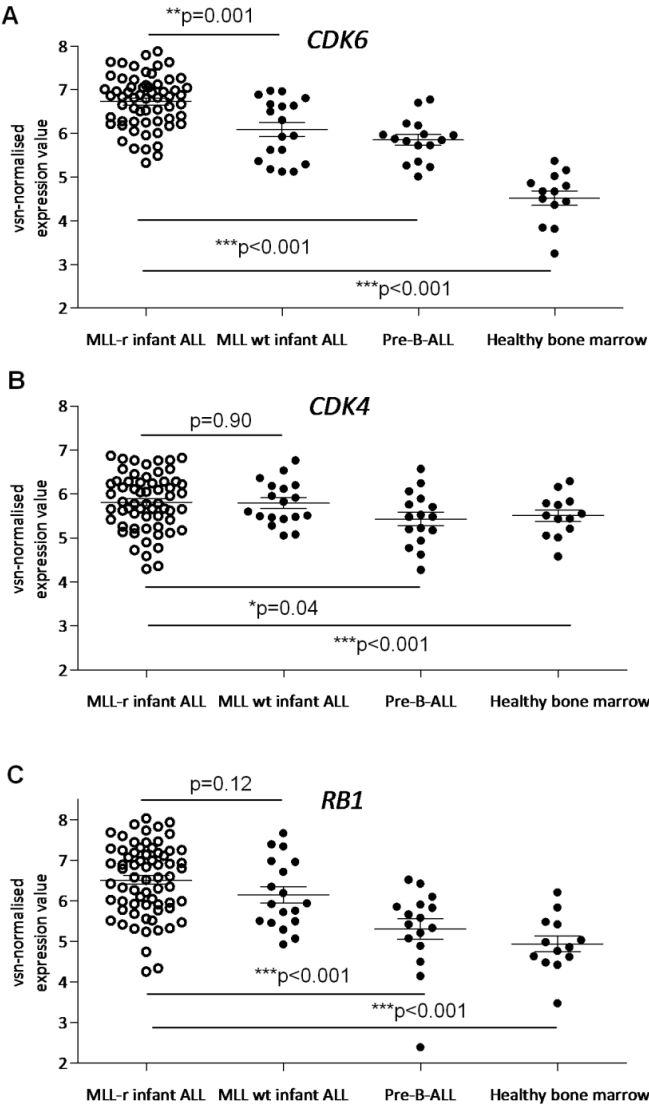 A
**p=0.001
CDK6
8
7
6
5
4
3
2
vsn-normalised
expression value
***p<0.001
***p<0.001
MLL-r infant ALL MLL wt infant ALL Pre-B-ALL Healthy bone marrow
B
CDK4
p=0.90
8
7
6
5
4
3
2
vsn-normalised
expression value
*p=0.04
***p<0.001
MLL-r infant ALL MLL wt infant ALL Pre-B-ALL Healthy bone marrow
C
p=0.12
RB1
8
7
6
5
4
3
2
vsn-normalised
expression value
***p<0.001
***p<0.001
MLL-r infant ALL MLL wt infant ALL Pre-B-ALL Healthy bone marrow